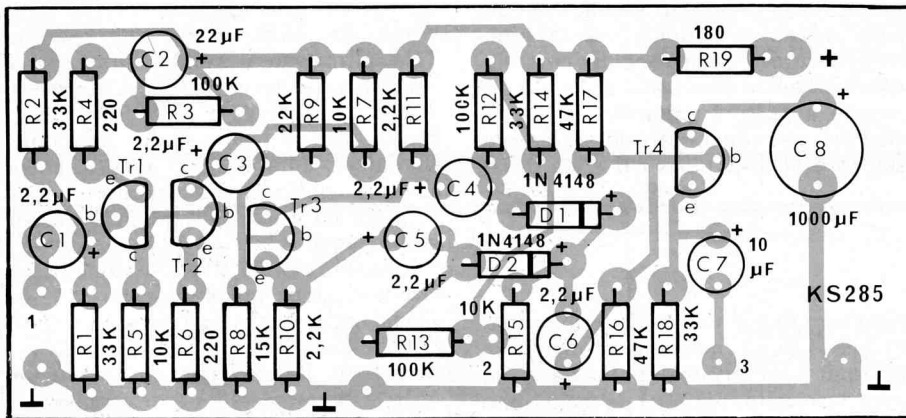 22µF
C2
+
180
R19
+
R2
33K
R4
220
100K
R3
22K
R9
10K
R7
2,2K
R11
100K
R12
33K
R14
47K
R17
+
C8
1000µF
2,2µF
+
C3
Tr1
e
b
c
c
b
e
Tr2
c
b
e
Tr3
2,2µF +
C4
1N4148
D1
+
Tr4
c
b
e
2,2µF
C1
+
+
C5
2,2µF
1N4148
D2
+
+
10
µF
C7
KS285
1
R1
33K
R5
10K
R6
220
R8
15K
R10
2,2K
R13
100K
10K
2
R15
2,2µF
C6
+
R16
47K
R18
33K
3